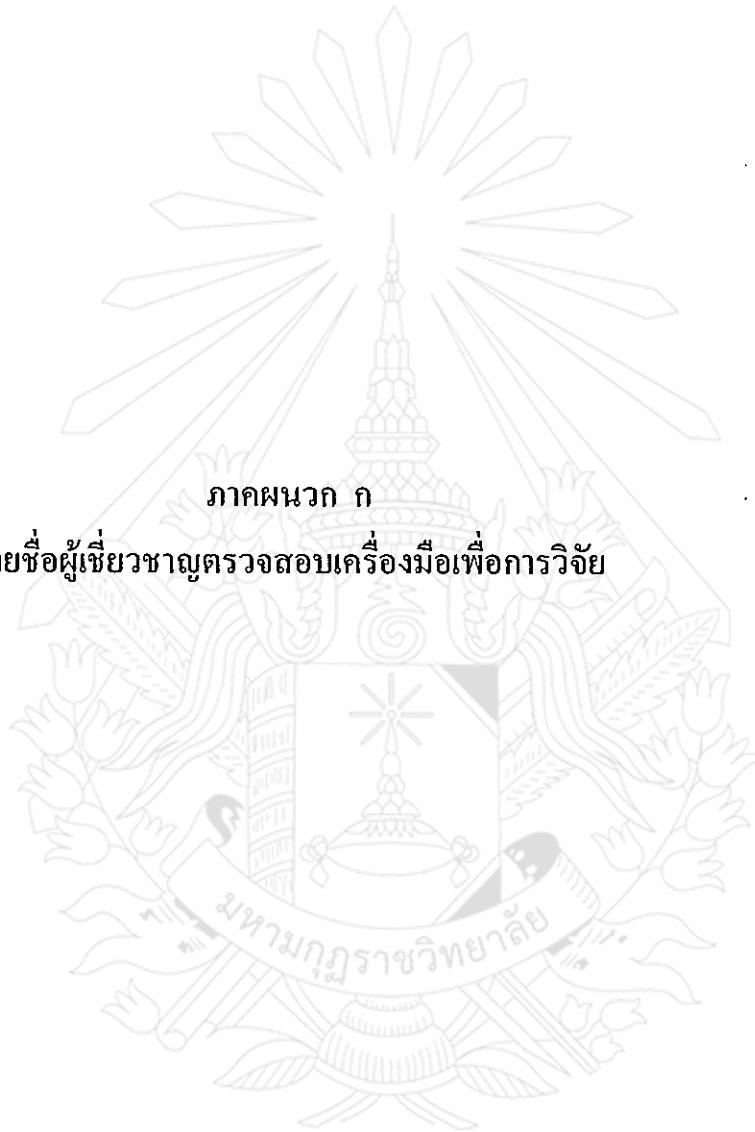 ภาคผนวก ก
ยชื่อผู้เชี่ยวชาญตรวจสอบเครื่องมือเพื่อการวิจัย
มหามกุฏราชวิทยาลัย